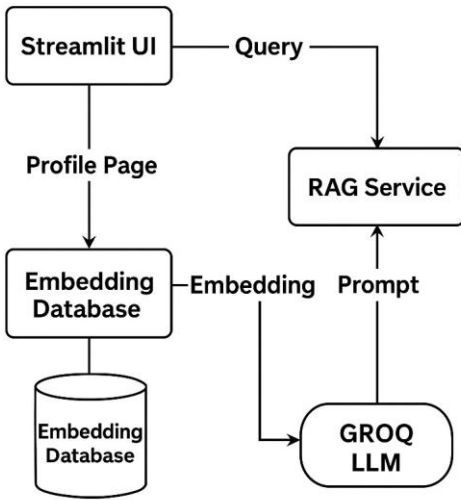 Streamlit UI
Query
Profile Page
RAG Service
Embedding
Database
Embedding
Prompt
Embedding
Database
GROQ
LLM